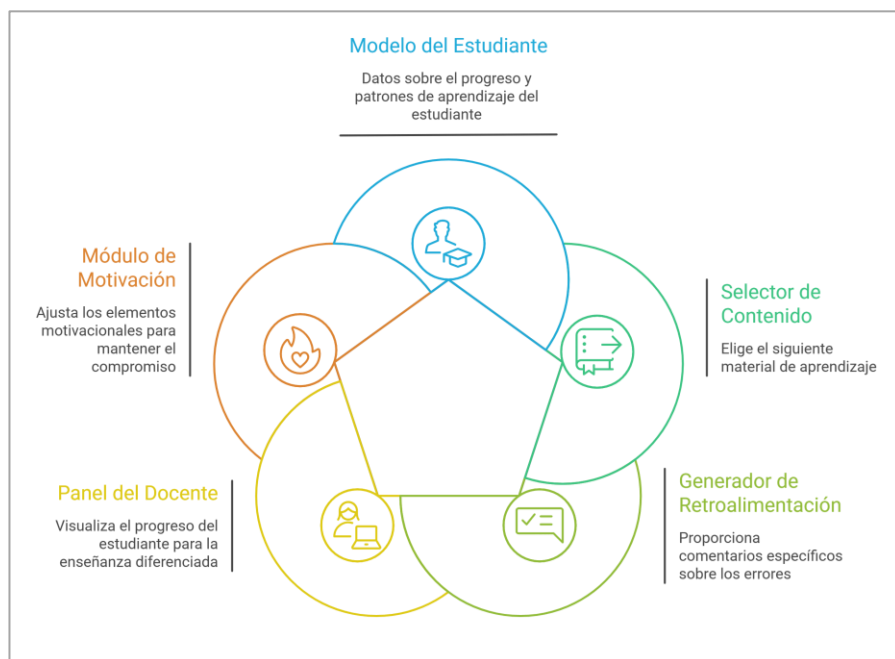 Modelo del Estudiante
Datos sobre el progreso y
patrones de aprendizaje del
estudiante
Módulo de
Motivación
Ajusta los elementos
motivacionales para
mantener el
compromiso
Selector de
Contenido
Elige el siguiente
material de aprendizaje
Panel del Docente
Visualiza el progreso del
estudiante para la
enseñanza diferenciada
Generador de
Retroalimentación
Proporciona
comentarios específicos
sobre los errores